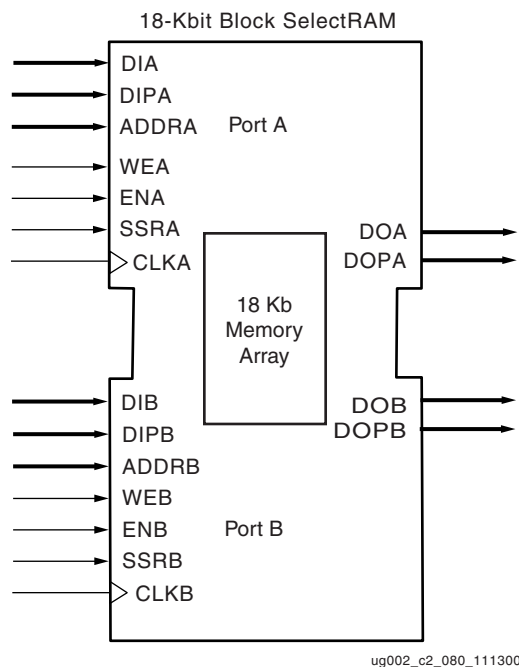 18-Kbit Block SelectRAM
DIA
DIPA
ADDRA
Port A
WEA
ENA
SSRA
CLKA
DOA
DOPA
18 Kb
Memory
Array
DIB
DIPB
ADDRB
WEB
ENB
SSRB
CLKB
Port B
DOB
DOPB
ug002_c2_080_111300